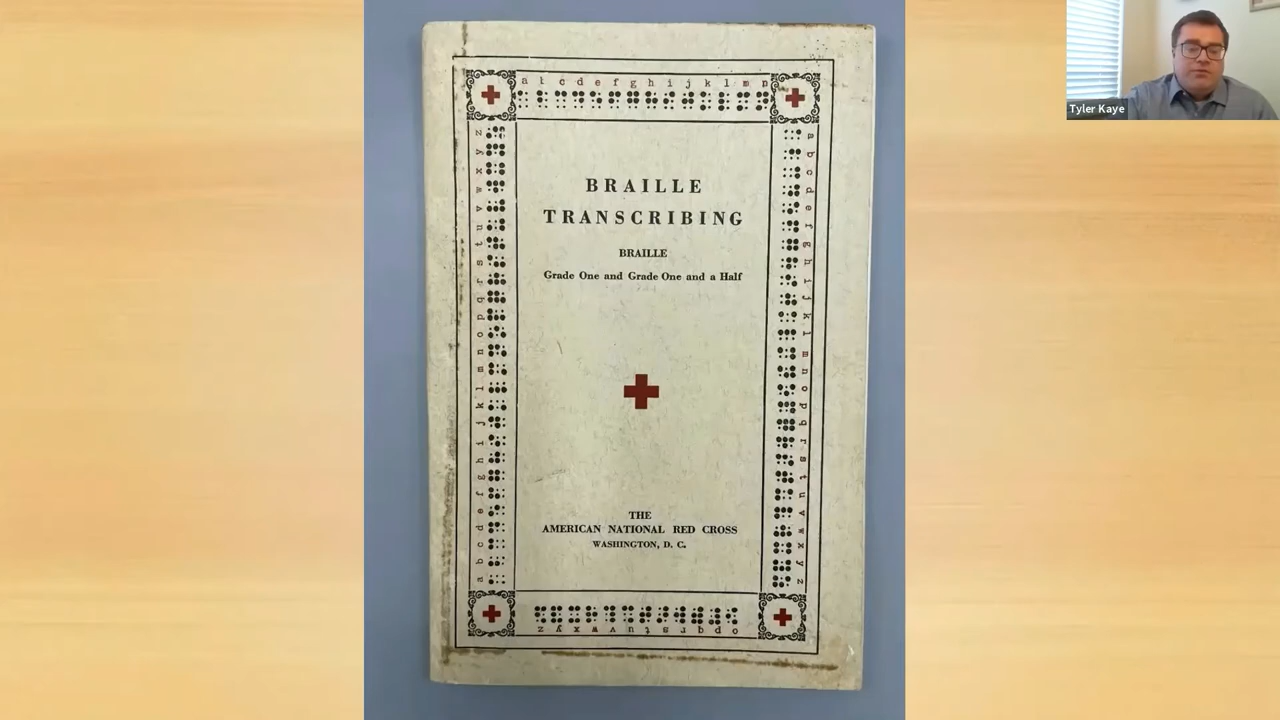 a b c d e f g h i j k l m n
BRAILLE
TRANSCRIBING
BRAILLE
Grade One and Grade One and a Half
THE
AMERICAN NATIONAL RED CROSS
WASHINGTON, D. C.
a b c d e f g h i j k l m n o p q r s t u v w x y z
a b c d e f g h i j k l m n o p q r s t u v w x y z
o p q r s t u v w x y z
Tyler Kaye